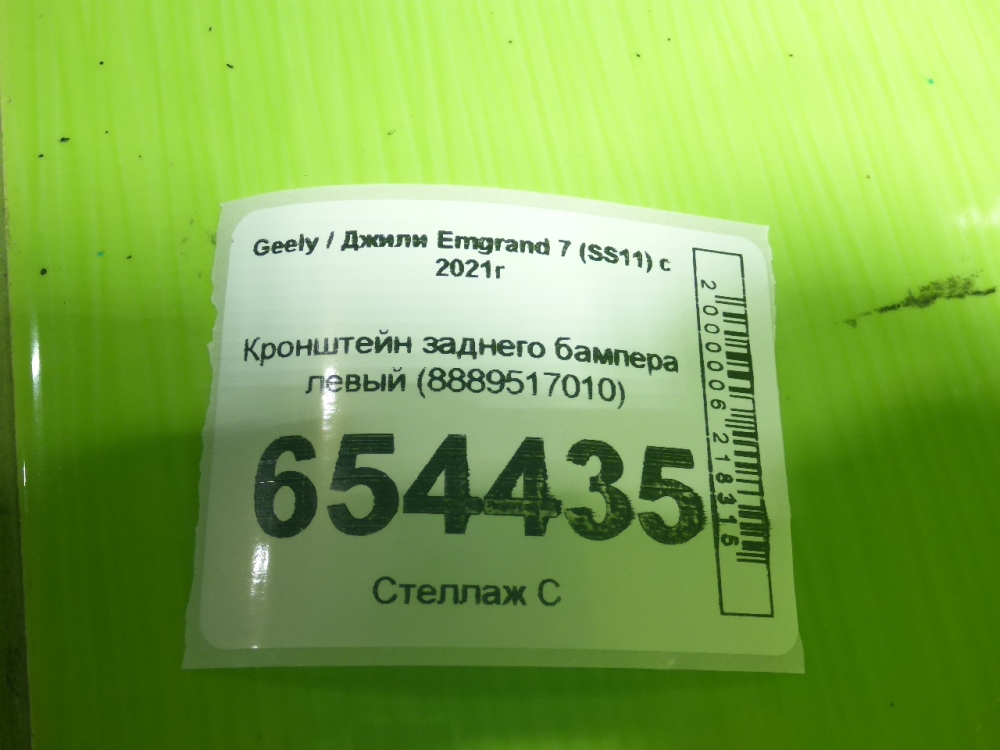 Geely / Джили Emgrand 7 (SS11) с
2021г
Кронштейн заднего бампера
левый (8889517010)
654435
Стеллаж С
2000006218315